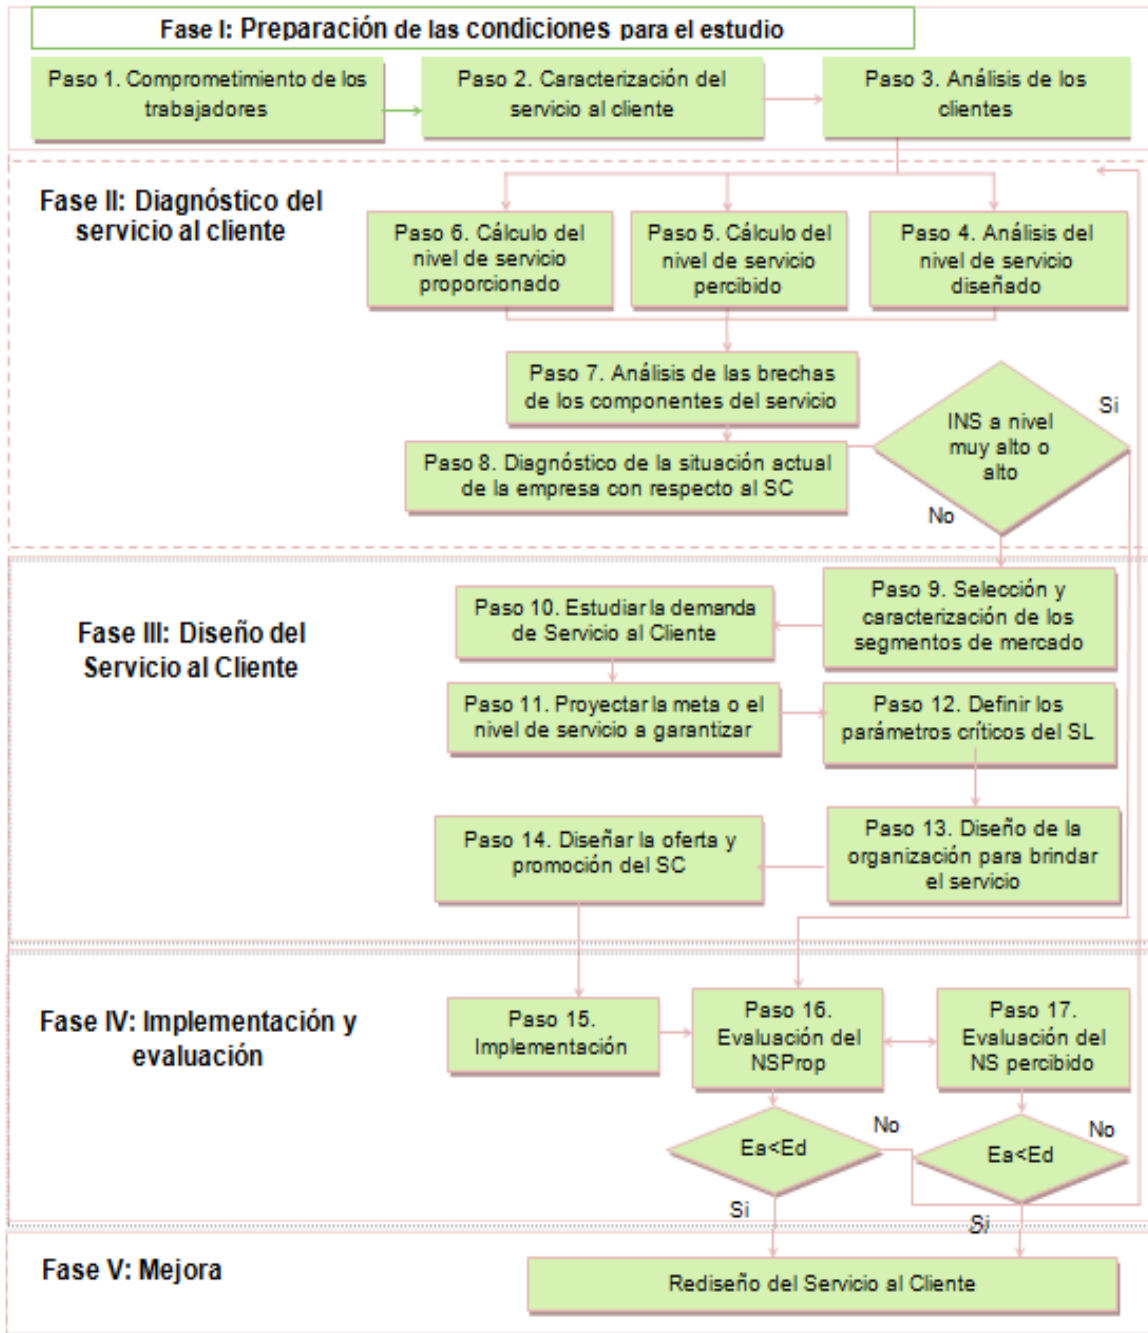 Fase I: Preparación de las condiciones para el estudio
Paso 1. Comprometimiento de los
trabajadores
Paso 2. Caracterización del
servicio al cliente
Paso 3. Análisis de los
clientes
Fase II: Diagnóstico del
servicio al cliente
Paso 6. Cálculo del
nivel de servicio
proporcionado
Paso 5. Cálculo del
nivel de servicio
percibido
Paso 4. Análisis del
nivel de servicio
diseñado
Paso 7. Análisis de las brechas
de los componentes del servicio
INS a nivel
muy alto o
alto
Si
Paso 8. Diagnóstico de la situación actual
de la empresa con respecto al SC
No
Fase III: Diseño del
Servicio al Cliente
Paso 10. Estudiar la demanda
de Servicio al Cliente
Paso 9. Selección y
caracterización de los
segmentos de mercado
Paso 11. Proyectar la meta o el
nivel de servicio a garantizar
Paso 12. Definir los
parámetros críticos del SL
Paso 14. Diseñar la oferta y
promoción del SC
Paso 13. Diseño de la
organización para brindar
el servicio
Fase IV: Implementación y
evaluación
Paso 15.
Implementación
Paso 16.
Evaluación del
NSProp
Paso 17.
Evaluación del
NS percibido
Ea<Ed
No
Ea<Ed
No
Si
Si
Fase V: Mejora
Rediseño del Servicio al Cliente